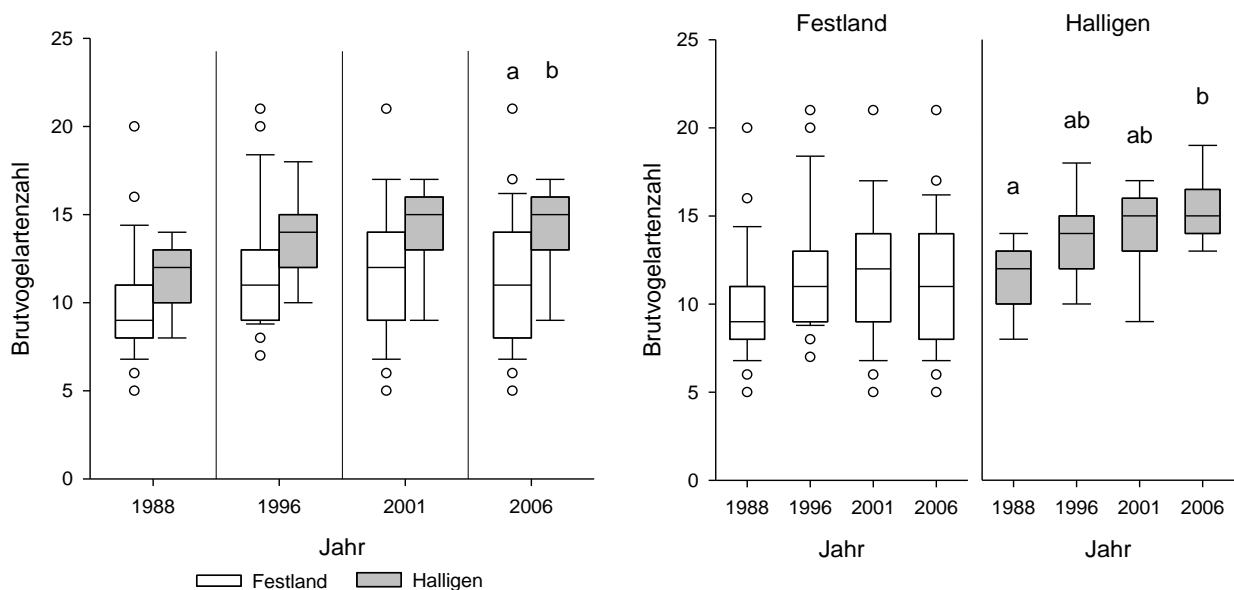 Brutvogelartenzahl
25
20
15
10
5
0
a b
1988 1996 2001 2006
Jahr
Festland Halligen
Festland Halligen
Brutvogelartenzahl
25
20
15
10
5
0
a
ab
ab
b
1988 1996 2001 2006 1988 1996 2001 2006
Jahr Jahr